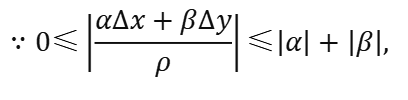 ∵ 0≤|(αΔx + βΔy)/ρ|≤|α| + |β|,